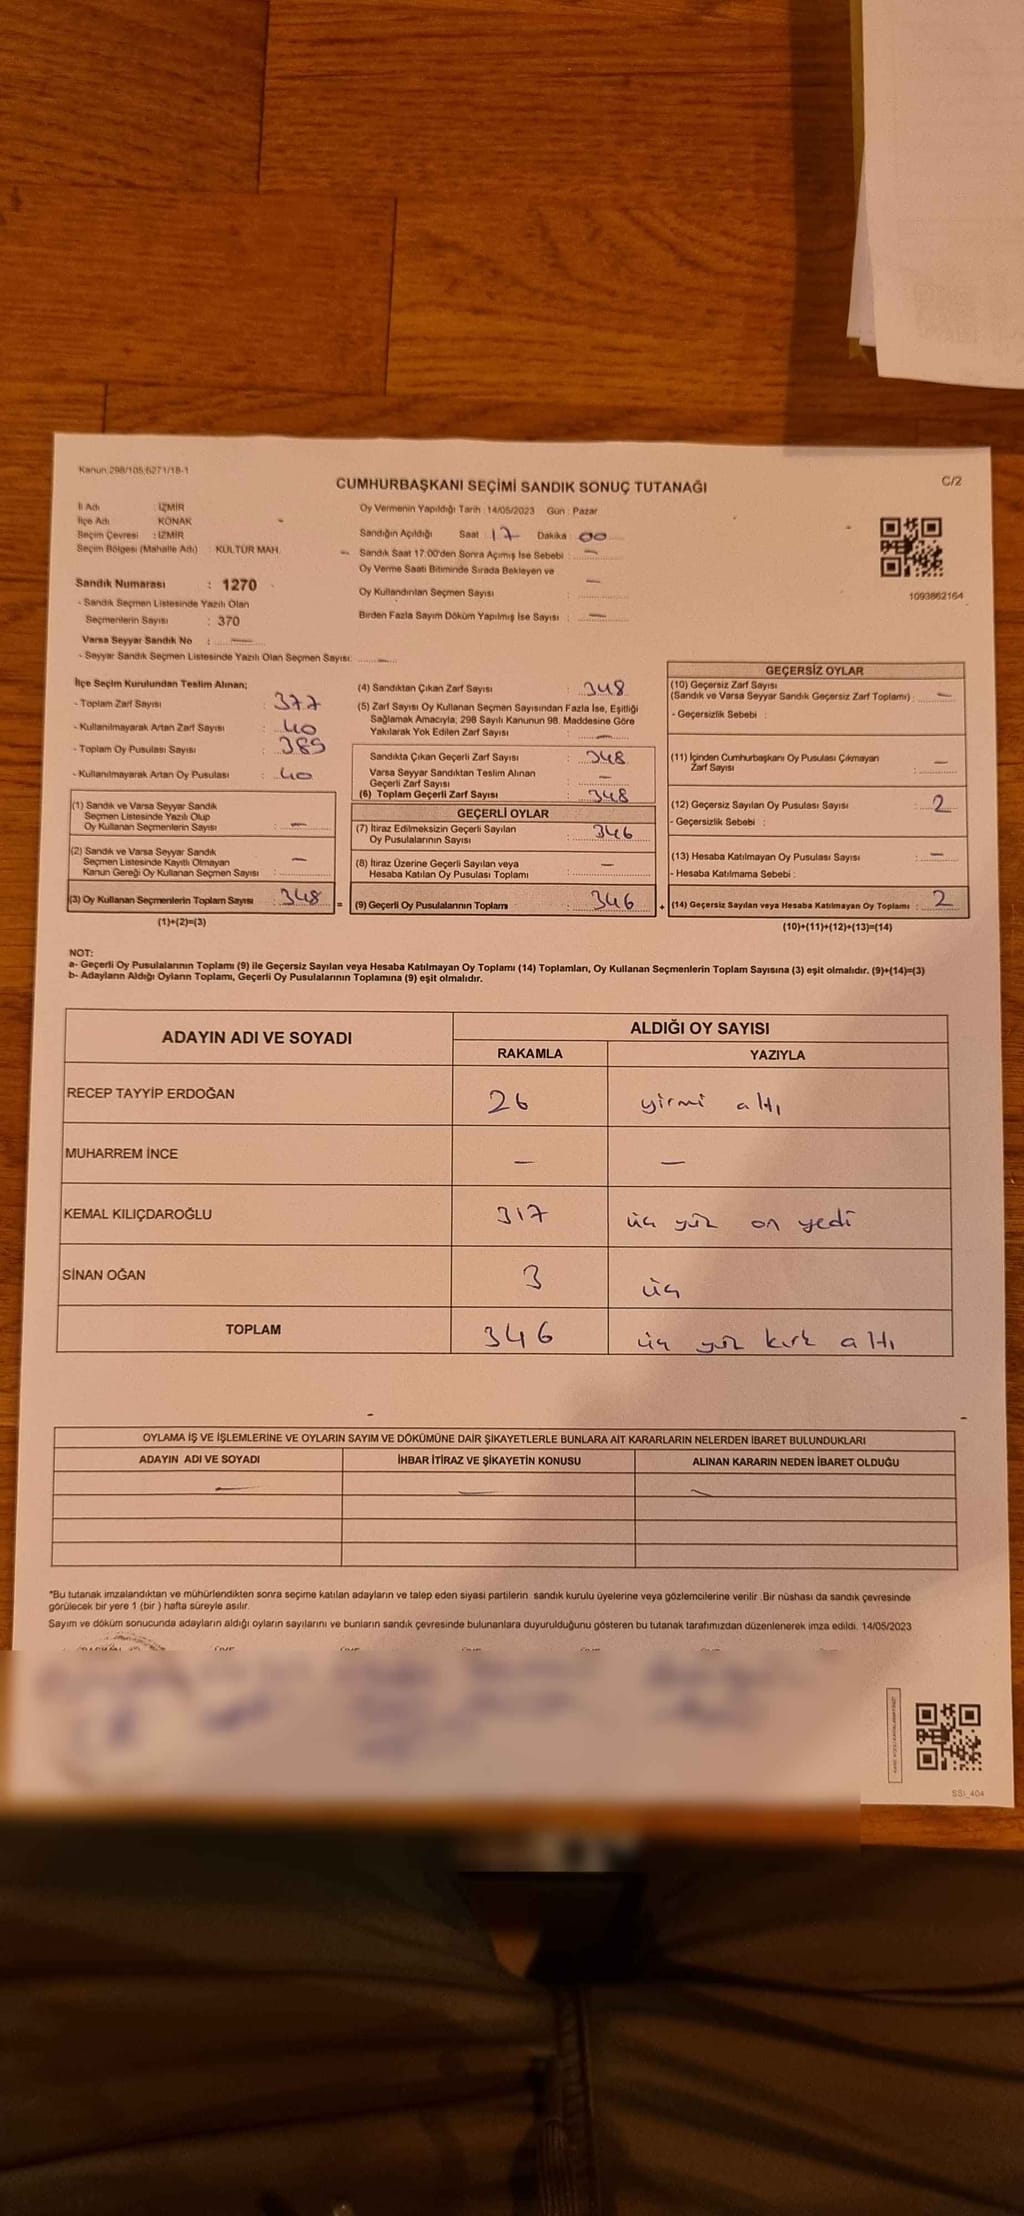 Kanun:298/105,6271/18-1
CUMHURBAŞKANI SEÇİMİ SANDIK SONUÇ TUTANAĞI
C/2
İl Adı : İZMİR
İlçe Adı : KONAK
Seçim Çevresi : İZMİR
Seçim Bölgesi (Mahalle Adı) : KÜLTÜR MAH.
Sandık Numarası : 1270
- Sandık Seçmen Listesinde Yazılı Olan
Seçmenlerin Sayısı : 370
Varsa Seyyar Sandık No : —
- Seyyar Sandık Seçmen Listesinde Yazılı Olan Seçmen Sayısı: —
Oy Vermenin Yapıldığı Tarih : 14/05/2023 Gün : Pazar
Sandığın Açıldığı Saat : 17 Dakika : 00
Sandık Saat 17:00'den Sonra Açımış İse Sebebi : —
Oy Verme Saati Bitiminde Sırada Bekleyen ve
Oy Kullandırılan Seçmen Sayısı : —
Birden Fazla Sayım Döküm Yapılmış İse Sayısı : —
1093862164
İlçe Seçim Kurulundan Teslim Alınan;
- Toplam Zarf Sayısı : 377
- Kullanılmayarak Artan Zarf Sayısı : 40
- Toplam Oy Pusulası Sayısı : 389
- Kullanılmayarak Artan Oy Pusulası : 40
(1) Sandık ve Varsa Seyyar
Seçmen Listesinde Yazılı Olup
Oy Kullanan Seçmenlerin Sayısı : —
(2) Sandık ve Varsa Seyyar Sandık
Seçmen Listesinde Kayıtlı Olmayan
Kanun Gereği Oy Kullanan Seçmen Sayısı : —
(3) Oy Kullanan Seçmenlerin Toplam Sayısı : 348 =
(1)+(2)=(3)
(4) Sandıktan Çıkan Zarf Sayısı : 348
(5) Zarf Sayısı Oy Kullanan Seçmen Sayısından Fazla İse, Eşitliği
Sağlamak Amacıyla; 298 Sayılı Kanunun 98. Maddesine Göre
Yakılarak Yok Edilen Zarf Sayısı : —
Sandıkta Çıkan Geçerli Zarf Sayısı : 348
Varsa Seyyar Sandıktan Teslim Alınan
Geçerli Zarf Sayısı : —
(6) Toplam Geçerli Zarf Sayısı : 348
GEÇERLİ OYLAR
(7) İtiraz Edilmeksizin Geçerli Sayılan
Oy Pusulalarının Sayısı : 346
(8) İtiraz Üzerine Geçerli Sayılan veya
Hesaba Katılan Oy Pusulası Toplamı : —
(9) Geçerli Oy Pusulalarının Toplamı : 346 +
GEÇERSİZ OYLAR
(10) Geçersiz Zarf Sayısı
(Sandık ve Varsa Seyyar Sandık Geçersiz Zarf Toplamı) : —
- Geçersizlik Sebebi :
(11) İçinden Cumhurbaşkanı Oy Pusulası Çıkmayan
Zarf Sayısı : —
(12) Geçersiz Sayılan Oy Pusulası Sayısı : 2
- Geçersizlik Sebebi :
(13) Hesaba Katılmayan Oy Pusulası Sayısı : —
- Hesaba Katılmama Sebebi :
(14) Geçersiz Sayılan veya Hesaba Katılmayan Oy Toplamı : 2
(10)+(11)+(12)+(13)=(14)
NOT:
a- Geçerli Oy Pusulalarının Toplamı (9) ile Geçersiz Sayılan veya Hesaba Katılmayan Oy Toplamı (14) Toplamları, Oy Kullanan Seçmenlerin Toplam Sayısına (3) eşit olmalıdır. (9)+(14)=(3)
b- Adayların Aldığı Oyların Toplamı, Geçerli Oy Pusulalarının Toplamına (9) eşit olmalıdır.
ADAYIN ADI VE SOYADI ALDIĞI OY SAYISI
RAKAMLA YAZIYLA
RECEP TAYYİP ERDOĞAN 26 yirmi altı
MUHARREM İNCE — —
KEMAL KILIÇDAROĞLU 317 üç yüz on yedi
SİNAN OĞAN 3 üç
TOPLAM 346 üç yüz kırk altı
OYLAMA İŞ VE İŞLEMLERİNE VE OYLARIN SAYIM VE DÖKÜMÜNE DAİR ŞİKAYETLERLE BUNLARA AİT KARARLARIN NELERDEN İBARET BULUNDUKLARI
ADAYIN ADI VE SOYADI İHBAR İTİRAZ VE ŞİKAYETİN KONUSU ALINAN KARARIN NEDEN İBARET OLDUĞU
— — —
*Bu tutanak imzalandıktan ve mühürlendikten sonra seçime katılan adayların ve talep eden siyasi partilerin sandık kurulu üyelerine veya gözlemcilerine verilir .Bir nüshası da sandık çevresinde
görülecek bir yere 1 (bir ) hafta süreyle asılır.
Sayım ve döküm sonucunda adayların aldığı oyların sayılarını ve bunların sandık çevresinde bulunanlara duyurulduğunu gösteren bu tutanak tarafımızdan düzenlenerek imza edildi. 14/05/2023
SSİ_404